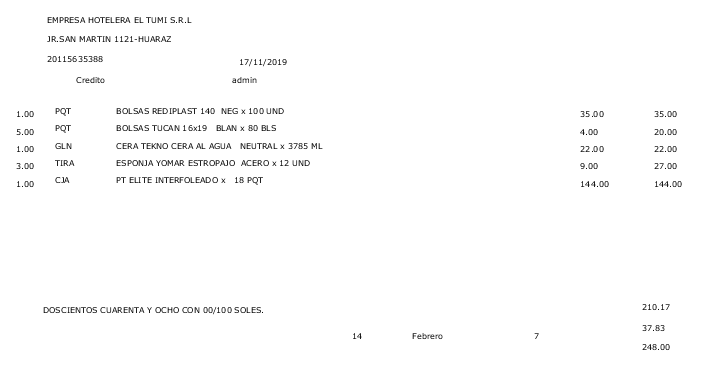 EMPRESA HOTELERA EL TUMI S.R.L
JR.SAN MARTIN 1121-HUARAZ
20115635388 17/11/2019
Credito admin
1.00 PQT BOLSAS REDIPLAST 140 NEG x 100 UND 35.00 35.00
5.00 PQT BOLSAS TUCAN 16x19 BLAN x 80 BLS 4.00 20.00
1.00 GLN CERA TEKNO CERA AL AGUA NEUTRAL x 3785 ML 22.00 22.00
3.00 TIRA ESPONJA YOMAR ESTROPAJO ACERO x 12 UND 9.00 27.00
1.00 CJA PT ELITE INTERFOLEADO x 18 PQT 144.00 144.00
DOSCIENTOS CUARENTA Y OCHO CON 00/100 SOLES. 210.17
14 Febrero 7 37.83
248.00